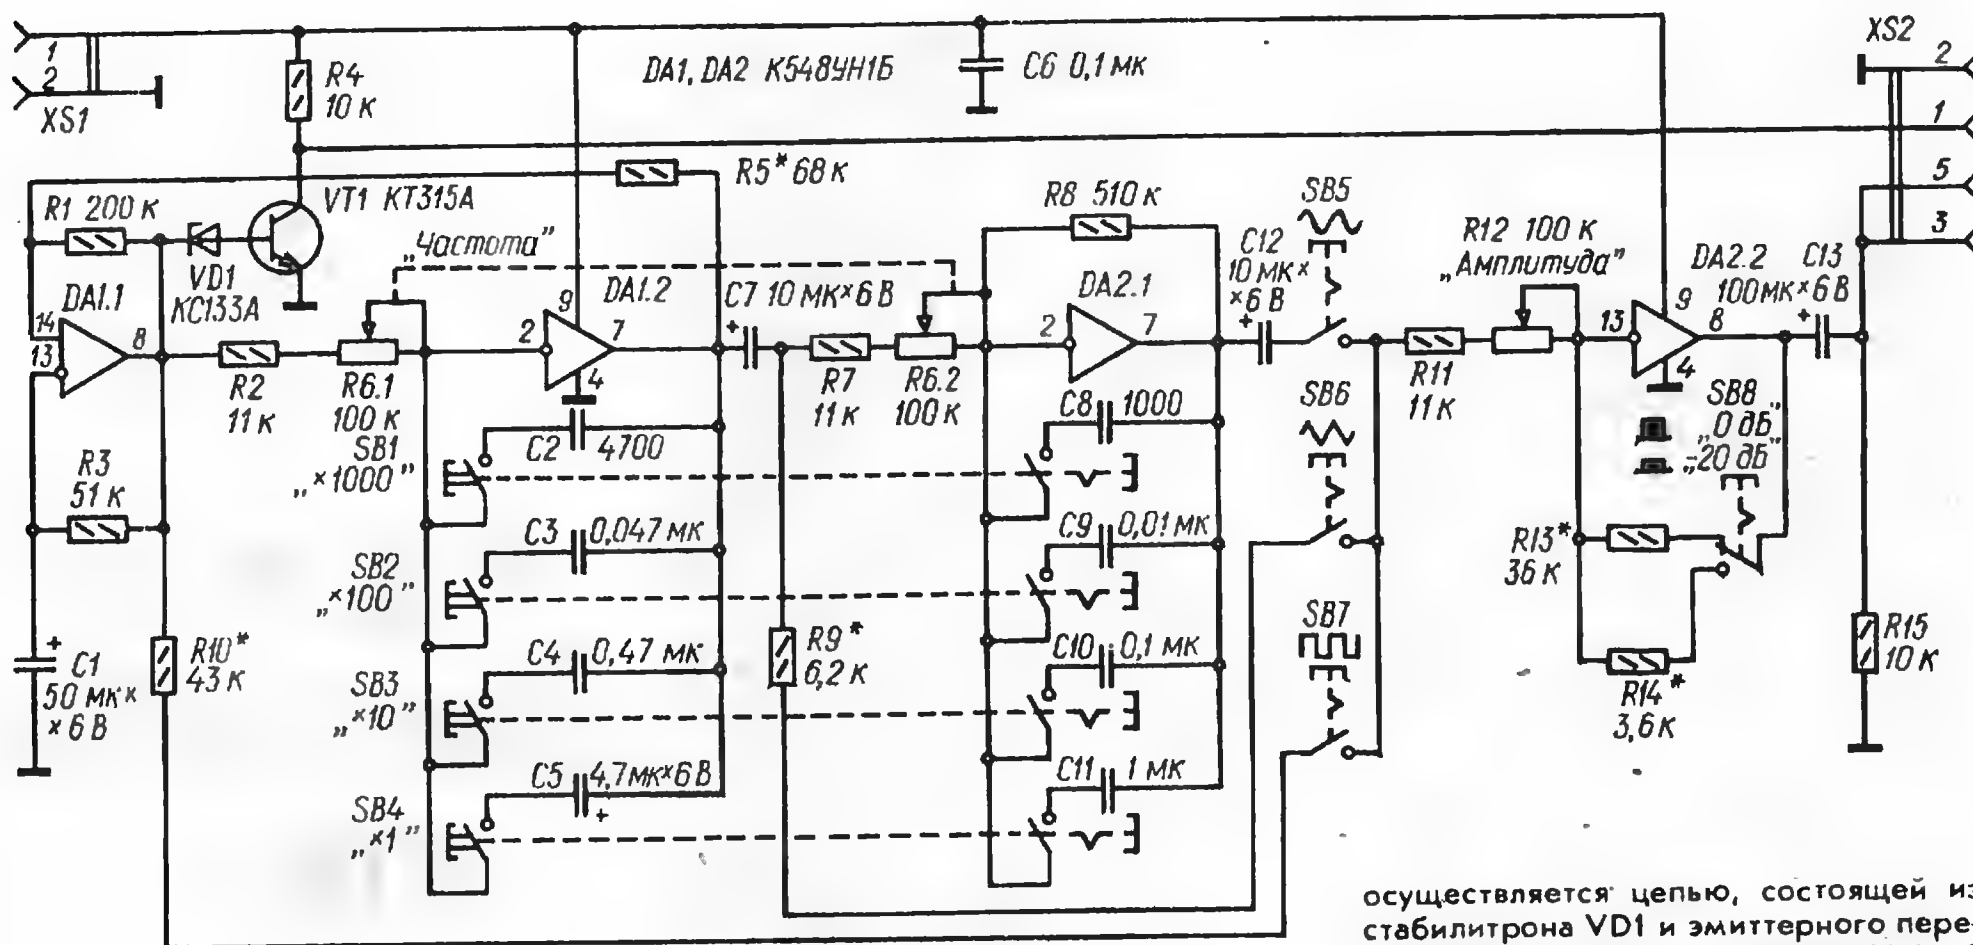 1
2
XS1
R4
10 к
DA1, DA2 К548УН1Б
C6 0,1 мк
XS2
2
1
5
3
R5* 68 к
R1 200 к
VT1 КТ315А
„Частота”
VD1
КС133А
DA1.1
14
13
8
R2
11 к
R6.1
100 к
9
DA1.2
2
7
4
C7 10 мк×6 В
R7
11 к
R6.2
100 к
R8 510 к
DA2.1
2
7
C12
10 мк×
×6 В
SB5
R12 100 к
„Амплитуда”
R11
11 к
DA2.2
13
9
8
4
C13
100 мк×6 В
SB8
„0 дБ”
„-20 дБ”
R3
51 к
C1
50 мк×
×6 В
R10*
43 к
SB1
„×1000”
C2
4700
SB2
„×100”
C3
0,047 мк
SB3
„×10”
C4
0,47 мк
SB4
„×1”
C5
4,7мк×6 В
R9*
6,2 к
C8
1000
C9
0,01 мк
C10
0,1 мк
C11
1 мк
SB6
SB7
R13*
36 к
R14*
3,6 к
R15
10 к
осуществляется цепью, состоящей из
стабилитрона VD1 и эмиттерного пере-